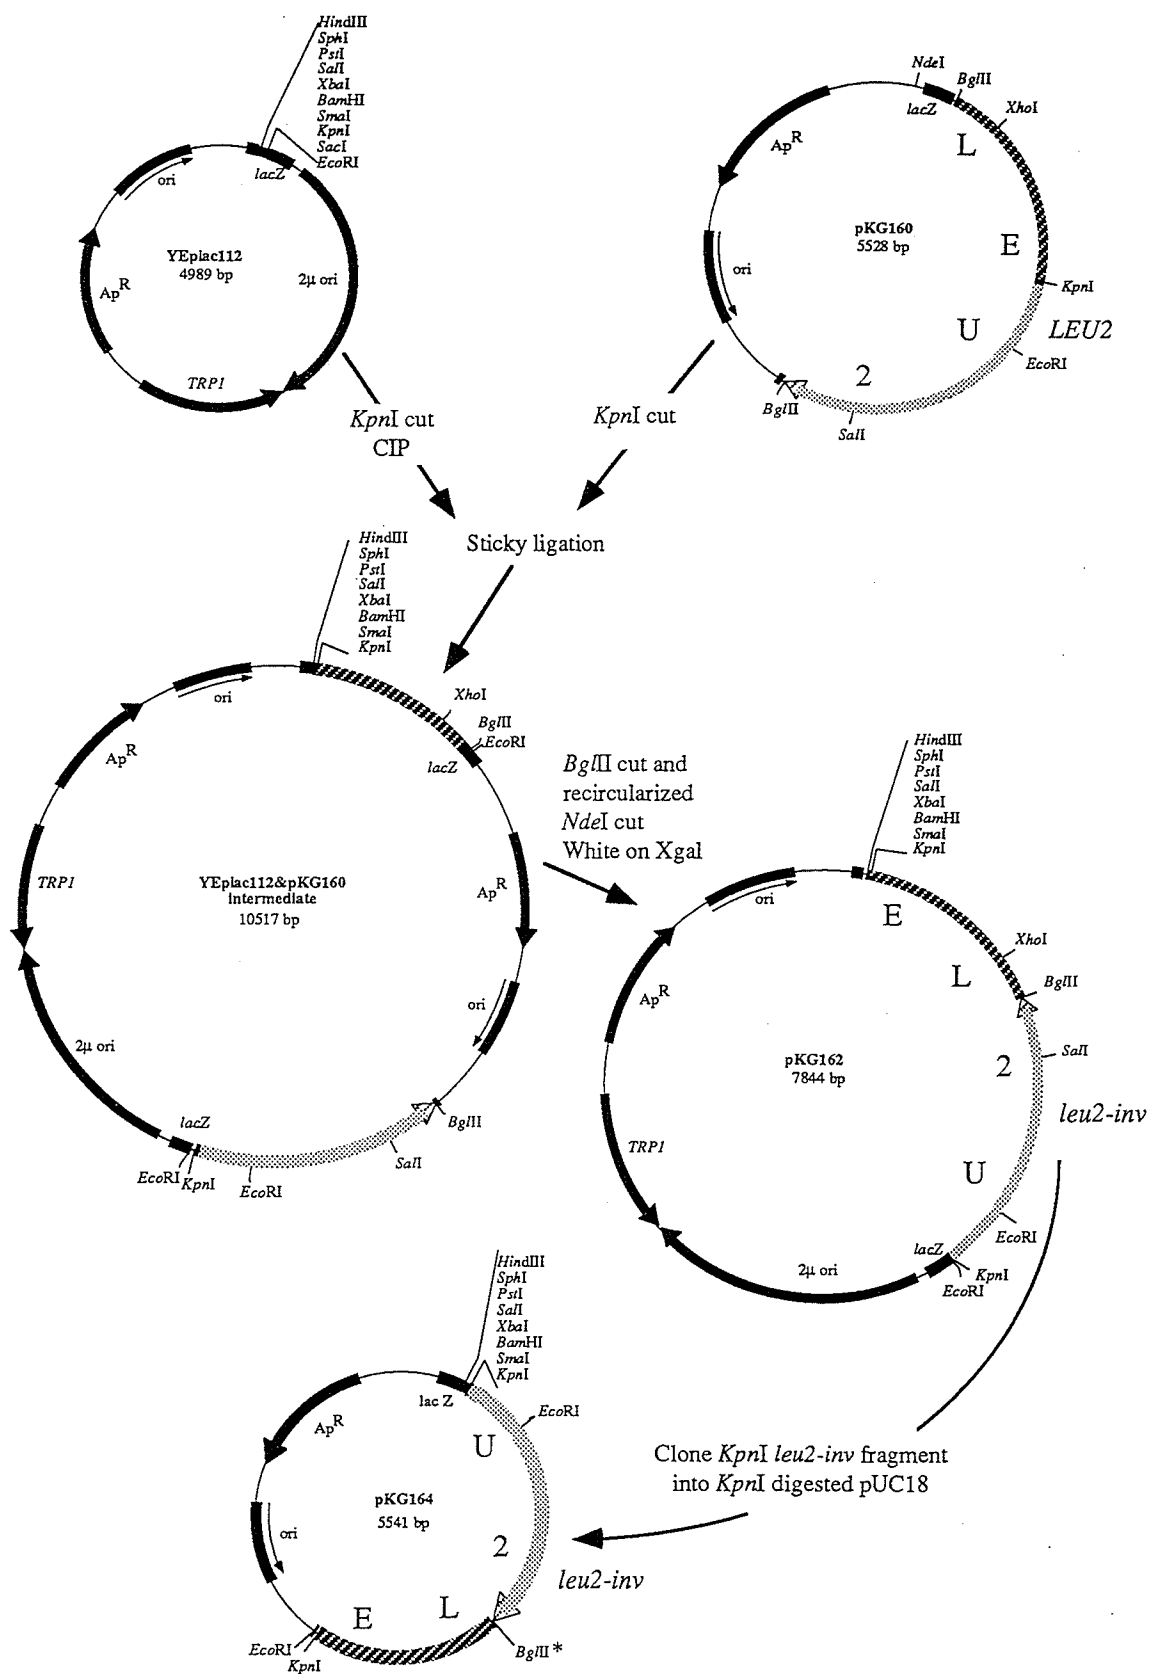 HindIII
SphI
PstI
SalI
XbaI
BamHI
SmaI
KpnI
SacI
EcoRI
lacZ
ori
YEplac112
4989 bp
2μ ori
ApR
TRP1
NdeI
BglII
lacZ
XhoI
L
ApR
pKG160
5528 bp
E
ori
KpnI
U
LEU2
EcoRI
2
BglII
SalI
KpnI cut
CIP
KpnI cut
Sticky ligation
HindIII
SphI
PstI
SalI
XbaI
BamHI
SmaI
KpnI
ori
XhoI
BglII
EcoRI
lacZ
ApR
TRP1
YEplac112&pKG160
intermediate
10517 bp
ApR
ori
2μ ori
lacZ
BglII
SalI
EcoRI
KpnI
EcoRI
BglII cut and
recircularized
NdeI cut
White on Xgal
HindIII
SphI
PstI
SalI
XbaI
BamHI
SmaI
KpnI
ori
E
XhoI
L
BglII
ApR
pKG162
7844 bp
2
SalI
leu2-inv
TRP1
U
EcoRI
lacZ
KpnI
EcoRI
2μ ori
HindIII
SphI
PstI
SalI
XbaI
BamHI
SmaI
KpnI
lac Z
EcoRI
ApR
U
Clone KpnI leu2-inv fragment
into KpnI digested pUC18
pKG164
5541 bp
ori
2
leu2-inv
E
L
EcoRI
KpnI
BglII*